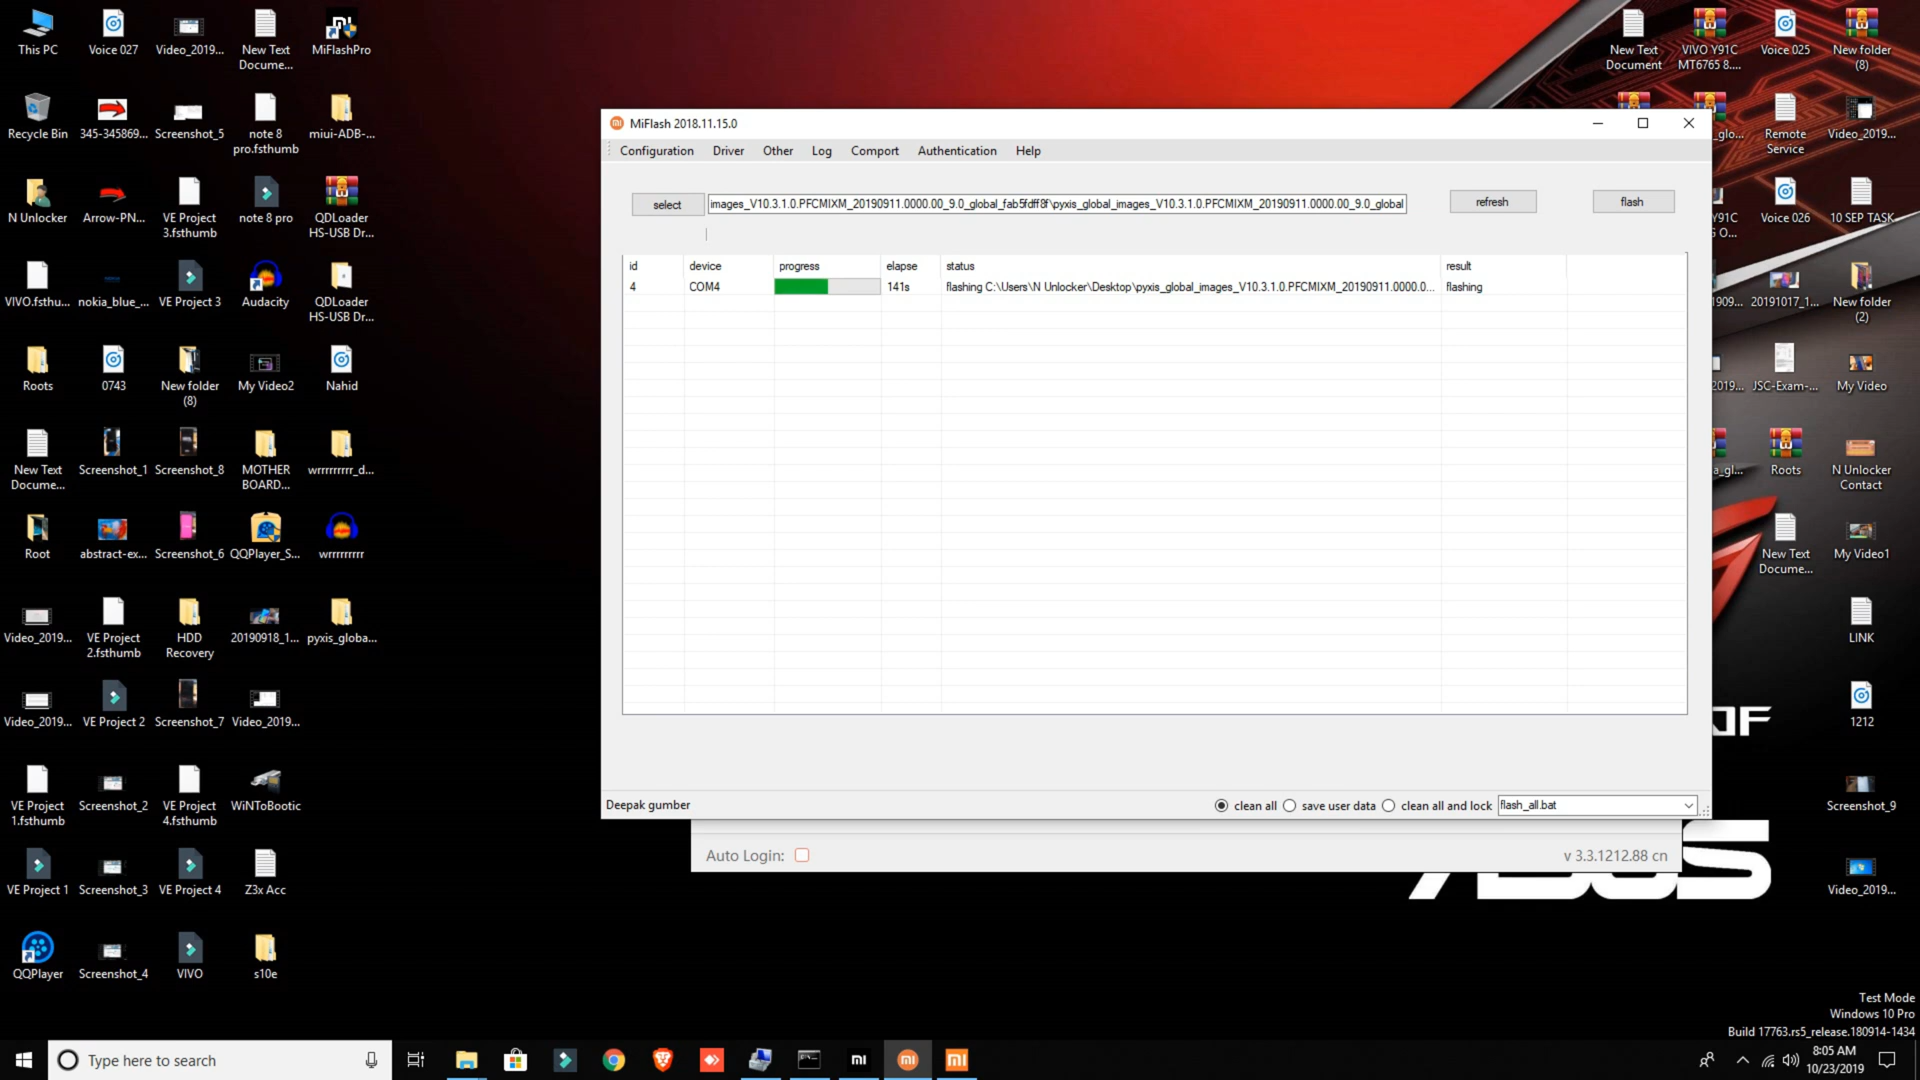 This PC
Voice 027
Video_2019...
New Text
Docume...
MiFlashPro
Recycle Bin
345-345869...
Screenshot_5
note 8
pro.fsthumb
miui-ADB-...
N Unlocker
Arrow-PN...
VE Project
3.fsthumb
note 8 pro
QDLoader
HS-USB Dr...
VIVO.fsthu...
nokia_blue_...
VE Project 3
Audacity
QDLoader
HS-USB Dr...
Roots
0743
New folder
(8)
My Video2
Nahid
New Text
Docume...
Screenshot_1
Screenshot_8
MOTHER
BOARD...
wrrrrrrrrr_d...
Root
abstract-ex...
Screenshot_6
QQPlayer_S...
wrrrrrrrrr
Video_2019...
VE Project
2.fsthumb
HDD
Recovery
20190918_1...
pyxis_globa...
Video_2019...
VE Project 2
Screenshot_7
Video_2019...
VE Project
1.fsthumb
Screenshot_2
VE Project
4.fsthumb
WiNToBootic
VE Project 1
Screenshot_3
VE Project 4
Z3x Acc
QQPlayer
Screenshot_4
VIVO
s10e
MiFlash 2018.11.15.0
Configuration Driver Other Log Comport Authentication Help
select images_V10.3.1.0.PFCMIXM_20190911.0000.00_9.0_global_fab5fdff8f\pyxis_global_images_V10.3.1.0.PFCMIXM_20190911.0000.00_9.0_global refresh flash
id device progress elapse status result
4 COM4 141s flashing C:\Users\N Unlocker\Desktop\pyxis_global_images_V10.3.1.0.PFCMIXM_20190911.0000.0... flashing
Deepak gumber clean all save user data clean all and lock flash_all.bat
Auto Login: v 3.3.1212.88 cn
New Text
Document
VIVO Y91C
MT6765 8....
Voice 025
New folder
(8)
_glo...
Remote
Service
Video_2019...
Y91C
G O...
Voice 026
10 SEP TASK
1909...
20191017_1...
New folder
(2)
2019...
JSC-Exam-...
My Video
a_gl...
Roots
N Unlocker
Contact
New Text
Docume...
My Video1
LINK
1212
Screenshot_9
Video_2019...
OF
ASUS
Test Mode
Windows 10 Pro
Build 17763.rs5_release.180914-1434
Type here to search
8:05 AM
10/23/2019